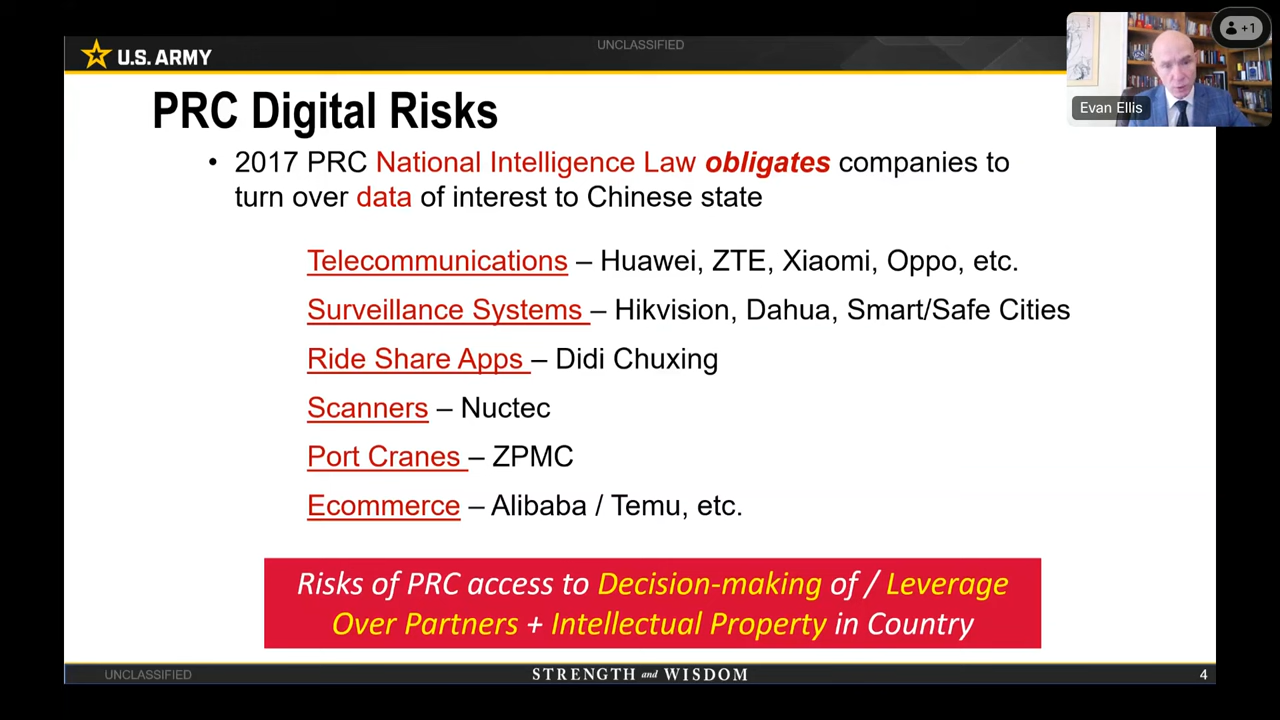 UNCLASSIFIED
U.S. ARMY
+1
Evan Ellis
PRC Digital Risks
• 2017 PRC National Intelligence Law obligates companies to
turn over data of interest to Chinese state
Telecommunications – Huawei, ZTE, Xiaomi, Oppo, etc.
Surveillance Systems – Hikvision, Dahua, Smart/Safe Cities
Ride Share Apps – Didi Chuxing
Scanners – Nuctec
Port Cranes – ZPMC
Ecommerce – Alibaba / Temu, etc.
Risks of PRC access to Decision-making of / Leverage
Over Partners + Intellectual Property in Country
UNCLASSIFIED
STRENGTH and WISDOM
4